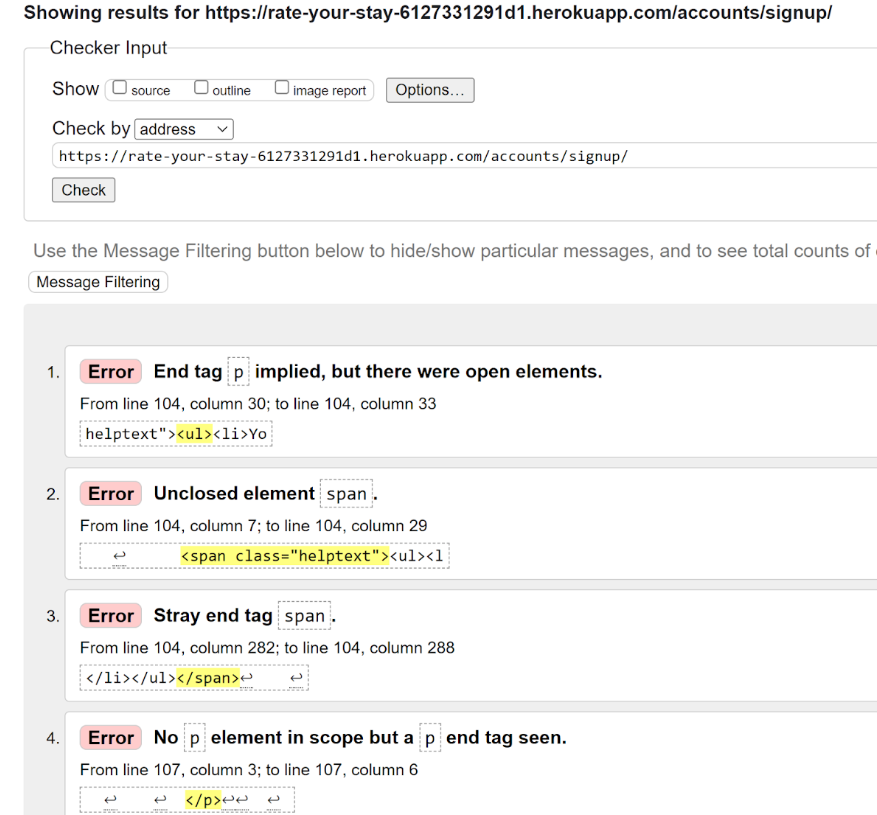 Showing results for https://rate-your-stay-6127331291d1.herokuapp.com/accounts/signup/
Checker Input
Show source outline image report Options...
Check by address
https://rate-your-stay-6127331291d1.herokuapp.com/accounts/signup/
Check
Use the Message Filtering button below to hide/show particular messages, and to see total counts of
Message Filtering
1. Error End tag p implied, but there were open elements.
From line 104, column 30; to line 104, column 33
helptext"><ul><li>Yo
2. Error Unclosed element span.
From line 104, column 7; to line 104, column 29
↩ <span class="helptext"><ul><l
3. Error Stray end tag span.
From line 104, column 282; to line 104, column 288
</li></ul></span>↩ ↩
4. Error No p element in scope but a p end tag seen.
From line 107, column 3; to line 107, column 6
↩ ↩ </p>↩↩ ↩